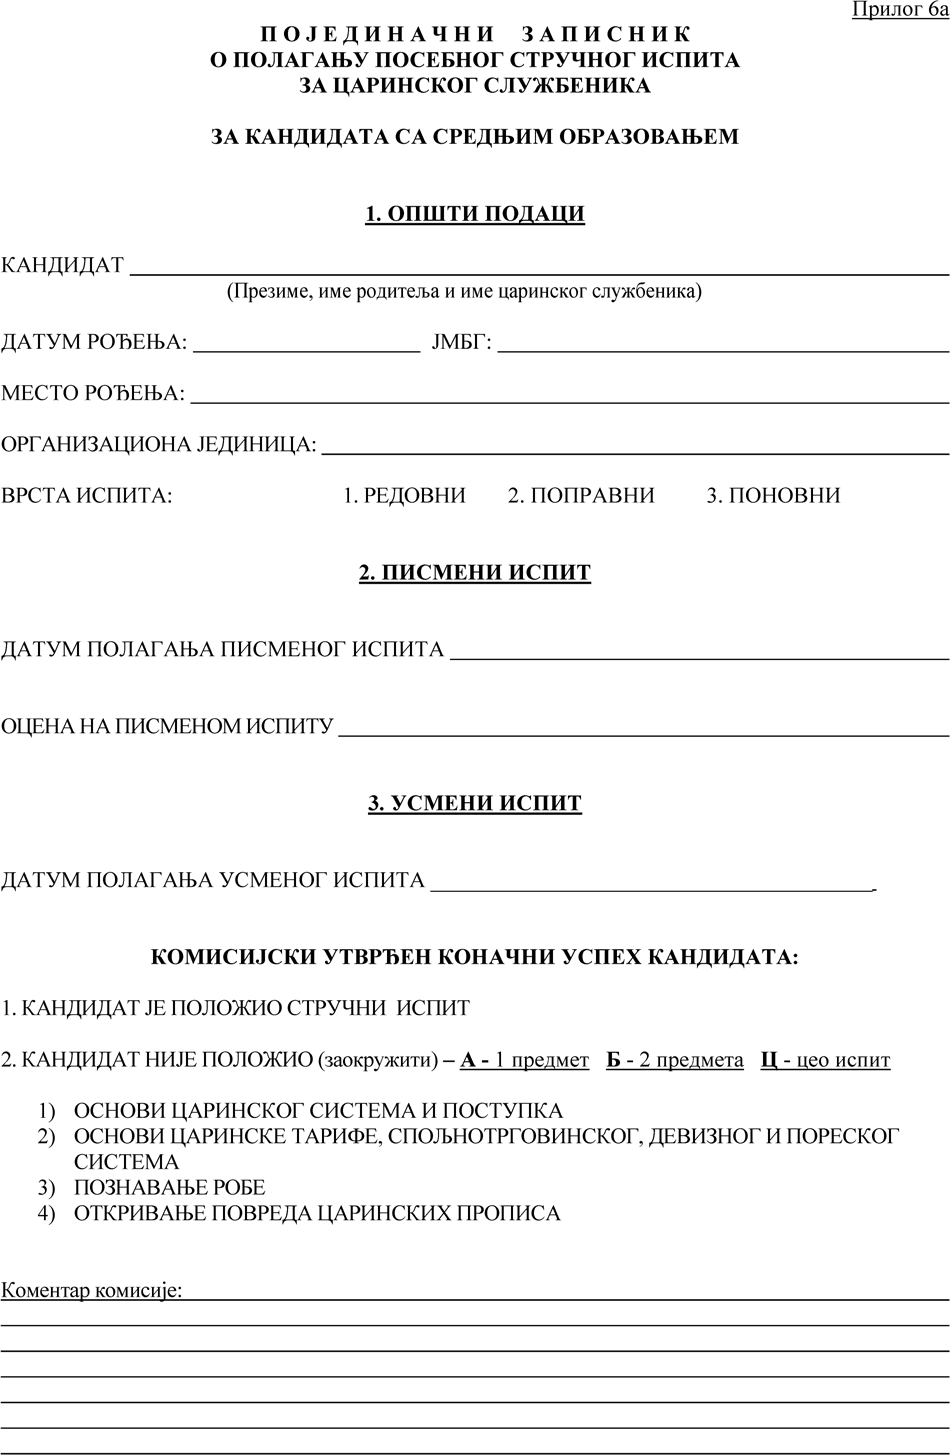 Прилог 6а
П О Ј Е Д И Н А Ч Н И З А П И С Н И К
О ПОЛАГАЊУ ПОСЕБНОГ СТРУЧНОГ ИСПИТА
ЗА ЦАРИНСКОГ СЛУЖБЕНИКА
ЗА КАНДИДАТА СА СРЕДЊИМ ОБРАЗОВАЊЕМ
1. ОПШТИ ПОДАЦИ
КАНДИДАТ
(Презиме, име родитеља и име царинског службеника)
ДАТУМ РОЂЕЊА: ЈМБГ:
МЕСТО РОЂЕЊА:
ОРГАНИЗАЦИОНА ЈЕДИНИЦА:
ВРСТА ИСПИТА: 1. РЕДОВНИ 2. ПОПРАВНИ 3. ПОНОВНИ
2. ПИСМЕНИ ИСПИТ
ДАТУМ ПОЛАГАЊА ПИСМЕНОГ ИСПИТА
ОЦЕНА НА ПИСМЕНОМ ИСПИТУ
3. УСМЕНИ ИСПИТ
ДАТУМ ПОЛАГАЊА УСМЕНОГ ИСПИТА
КОМИСИЈСКИ УТВРЂЕН КОНАЧНИ УСПЕХ КАНДИДАТА:
1. КАНДИДАТ ЈЕ ПОЛОЖИО СТРУЧНИ ИСПИТ
2. КАНДИДАТ НИЈЕ ПОЛОЖИО (заокружити) – А - 1 предмет Б - 2 предмета Ц - цео испит
1) ОСНОВИ ЦАРИНСКОГ СИСТЕМА И ПОСТУПКА
2) ОСНОВИ ЦАРИНСКЕ ТАРИФЕ, СПОЉНОТРГОВИНСКОГ, ДЕВИЗНОГ И ПОРЕСКОГ
СИСТЕМА
3) ПОЗНАВАЊЕ РОБЕ
4) ОТКРИВАЊЕ ПОВРЕДА ЦАРИНСКИХ ПРОПИСА
Коментар комисије: